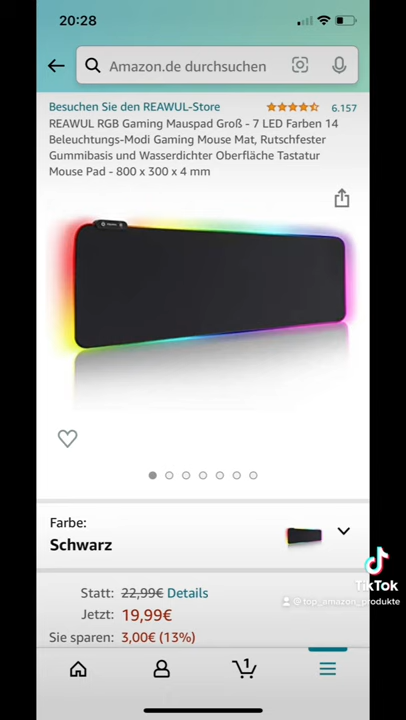 20:28
Amazon.de durchsuchen
Besuchen Sie den REAWUL-Store
6.157
REAWUL RGB Gaming Mauspad Groß - 7 LED Farben 14
Beleuchtungs-Modi Gaming Mouse Mat, Rutschfester
Gummibasis und Wasserdichter Oberfläche Tastatur
Mouse Pad - 800 x 300 x 4 mm
Farbe:
Schwarz
Statt: 22,99€ Details
Jetzt: 19,99€
Sie sparen: 3,00€ (13%)
TikTok
@top_amazon_produkte
1